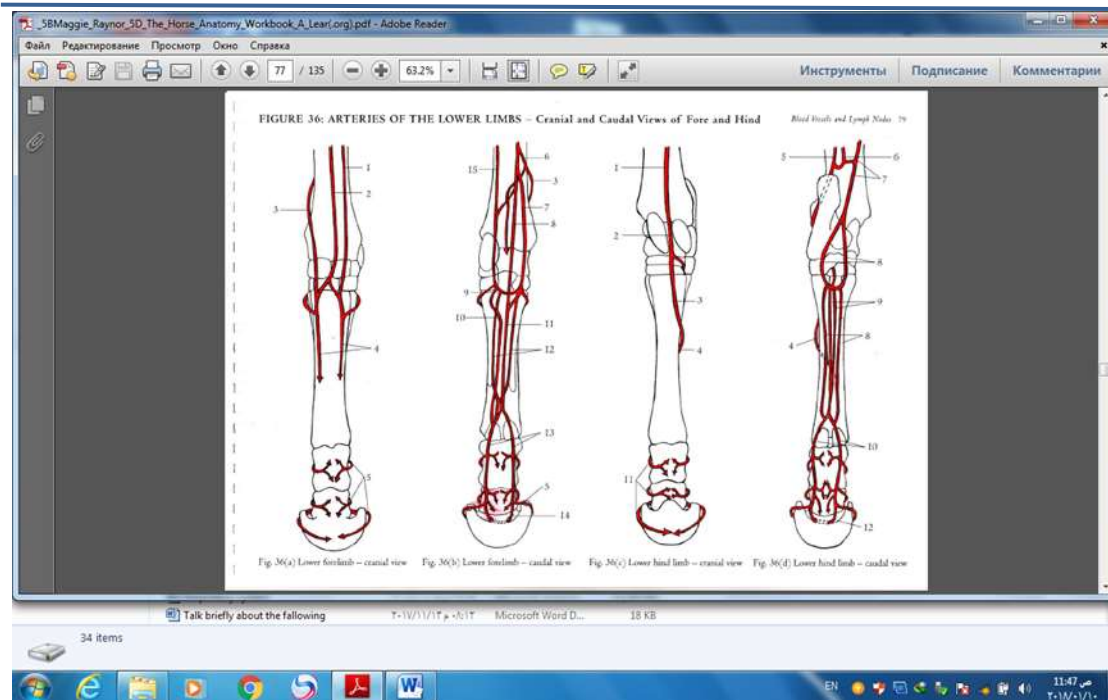 _5BMaggie_Raynor_5D_The_Horse_Anatomy_Workbook_A_Lear(.org).pdf - Adobe Reader
Файл Редактирование Просмотр Окно Справка
77 / 135 63.2% Инструменты Подписание Комментарии
FIGURE 36: ARTERIES OF THE LOWER LIMBS – Cranial and Caudal Views of Fore and Hind
Blood Vessels and Lymph Nodes 79
1
2
3
4
5
15
6
3
7
8
9
10
11
12
13
5
14
1
2
3
4
11
5
6
7
8
9
4
8
10
12
Fig. 36(a) Lower forelimb – cranial view
Fig. 36(b) Lower forelimb – caudal view
Fig. 36(c) Lower hind limb – cranial view
Fig. 36(d) Lower hind limb – caudal view
Talk briefly about the fallowing ٢٠١٧/١١/١٣ م ٠٨:١٢ Microsoft Word D... 18 KB
34 items
EN
11:47 ص